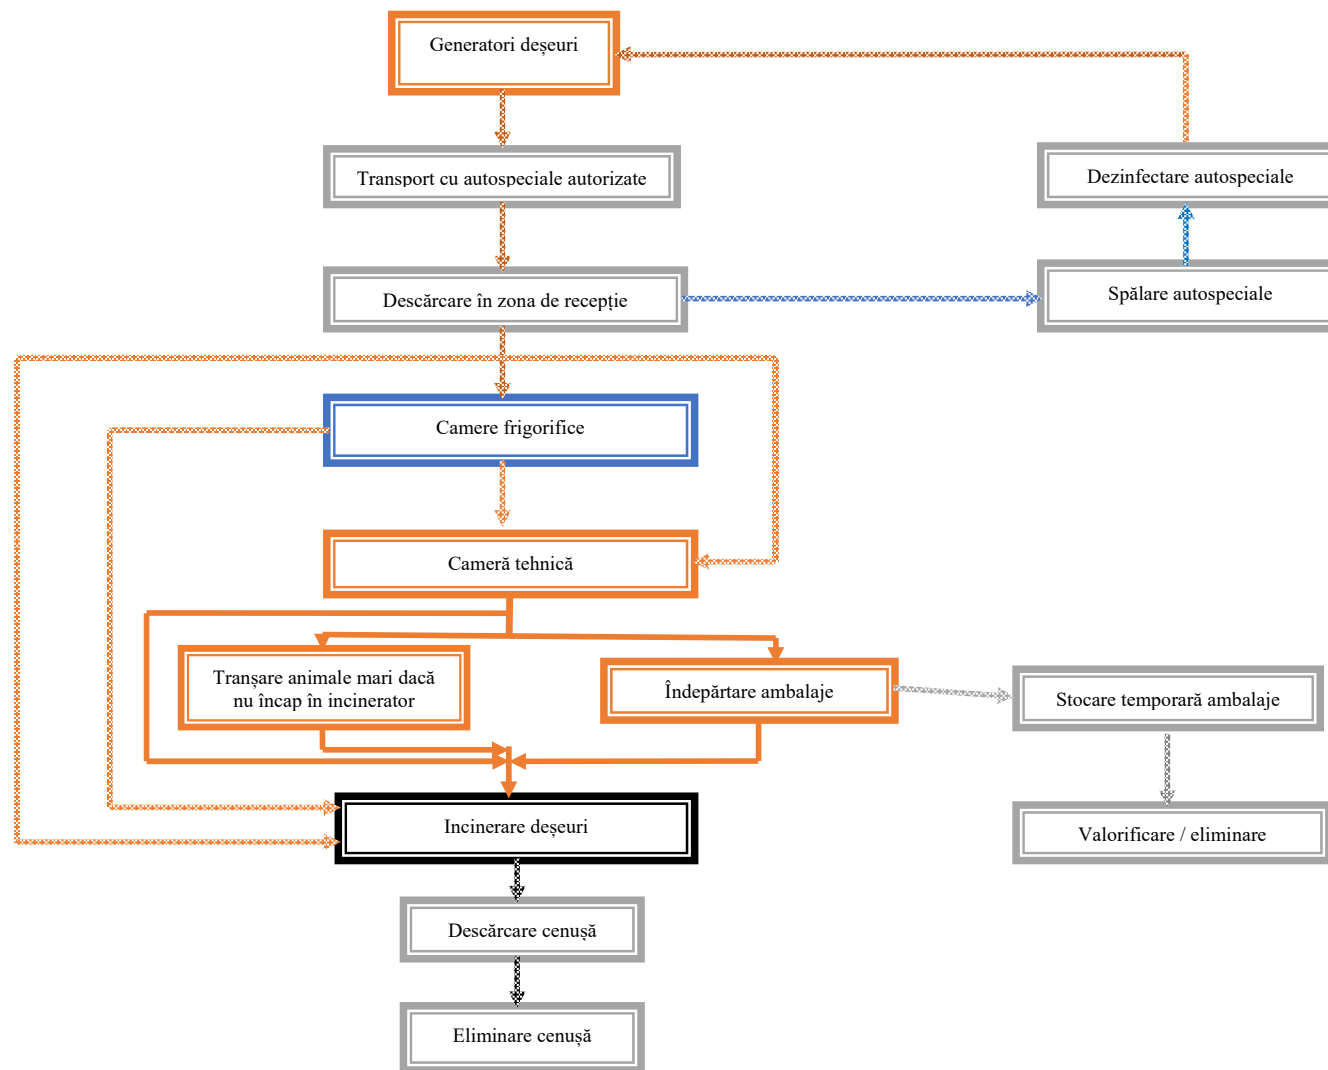 Generatori deșeuri
Transport cu autospeciale autorizate
Dezinfectare autospeciale
Descărcare în zona de recepție
Spălare autospeciale
Camere frigorifice
Cameră tehnică
Tranșare animale mari dacă
nu încap în incinerator
Îndepărtare ambalaje
Stocare temporară ambalaje
Incinerare deșeuri
Valorificare / eliminare
Descărcare cenușă
Eliminare cenușă